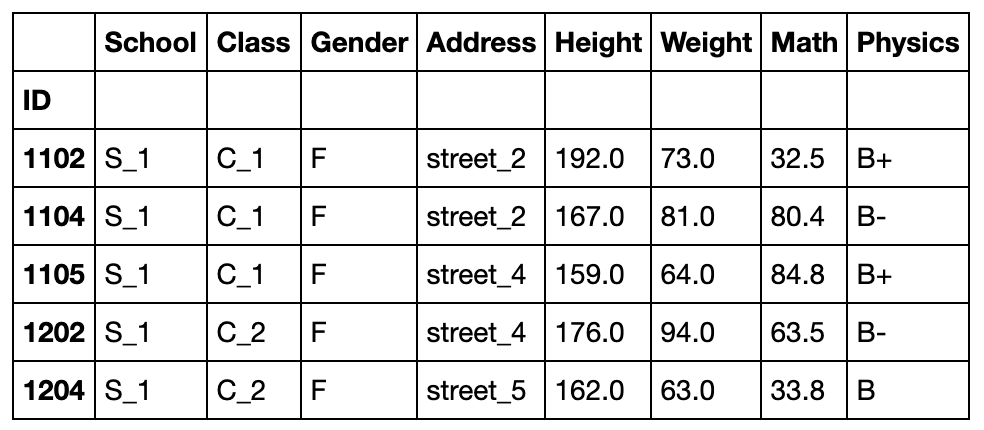 School Class Gender Address Height Weight Math Physics
ID
1102 S_1 C_1 F street_2 192.0 73.0 32.5 B+
1104 S_1 C_1 F street_2 167.0 81.0 80.4 B-
1105 S_1 C_1 F street_4 159.0 64.0 84.8 B+
1202 S_1 C_2 F street_4 176.0 94.0 63.5 B-
1204 S_1 C_2 F street_5 162.0 63.0 33.8 B